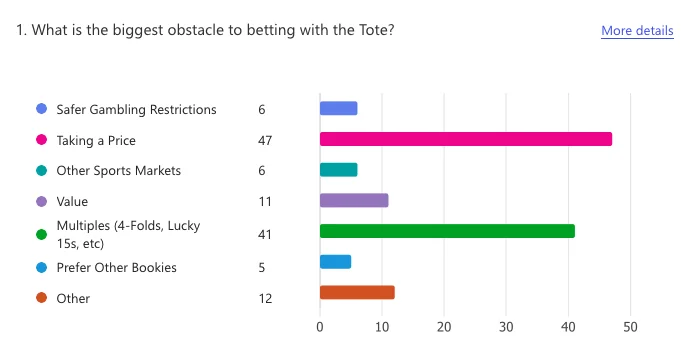 1. What is the biggest obstacle to betting with the Tote?
More details
Safer Gambling Restrictions 6
Taking a Price 47
Other Sports Markets 6
Value 11
Multiples (4-Folds, Lucky
15s, etc) 41
Prefer Other Bookies 5
Other 12
0 10 20 30 40 50